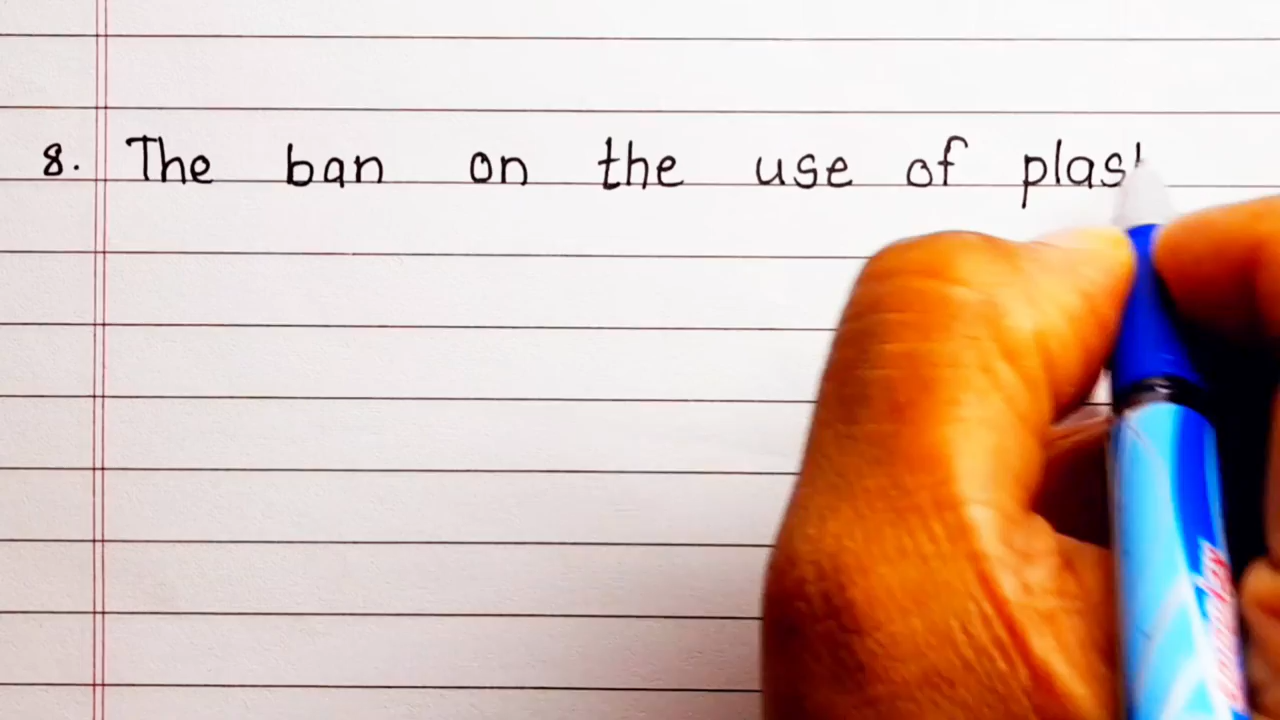 8. The ban on the use of plas